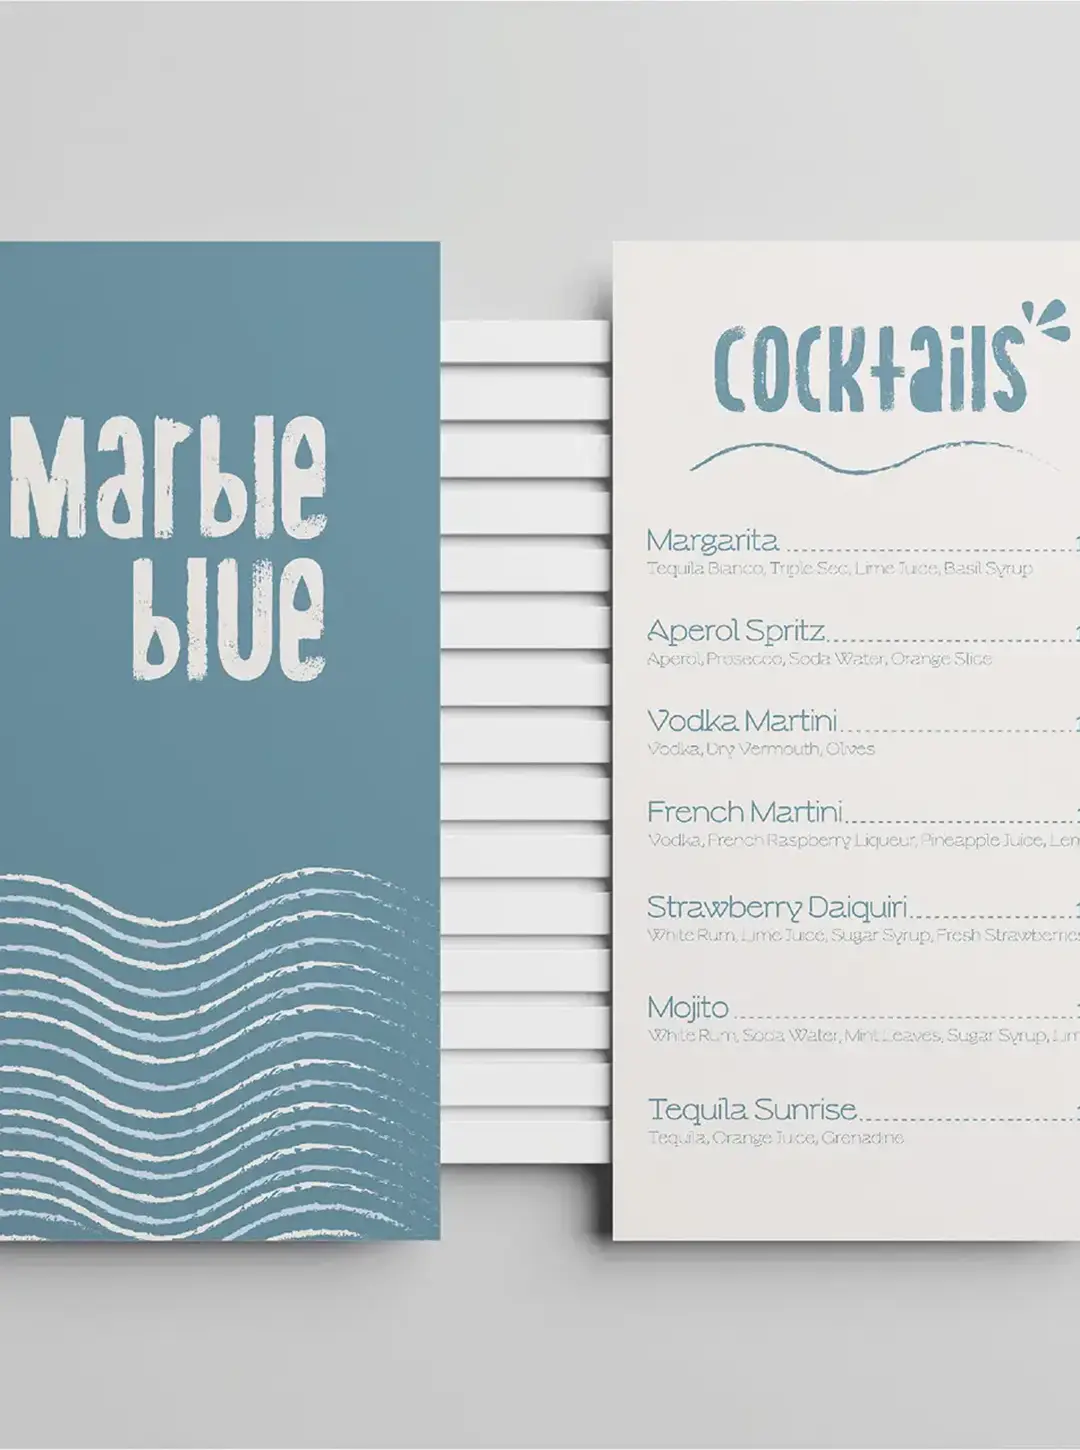 Marble
blue
cocktails
Margarita
Tequila Bianco, Triple Sec, Lime Juice, Basil Syrup
Aperol Spritz
Aperol, Prosecco, Soda Water, Orange Slice
Vodka Martini
Vodka, Dry Vermouth, Olives
French Martini
Vodka, French Raspberry Liqueur, Pineapple Juice,
Strawberry Daiquiri
White Rum, Lime Juice, Sugar Syrup, Fresh
Mojito
White Rum, Soda Water, Mint Leaves, Sugar Syrup,
Tequila Sunrise
Tequila, Orange Juice, Grenadine